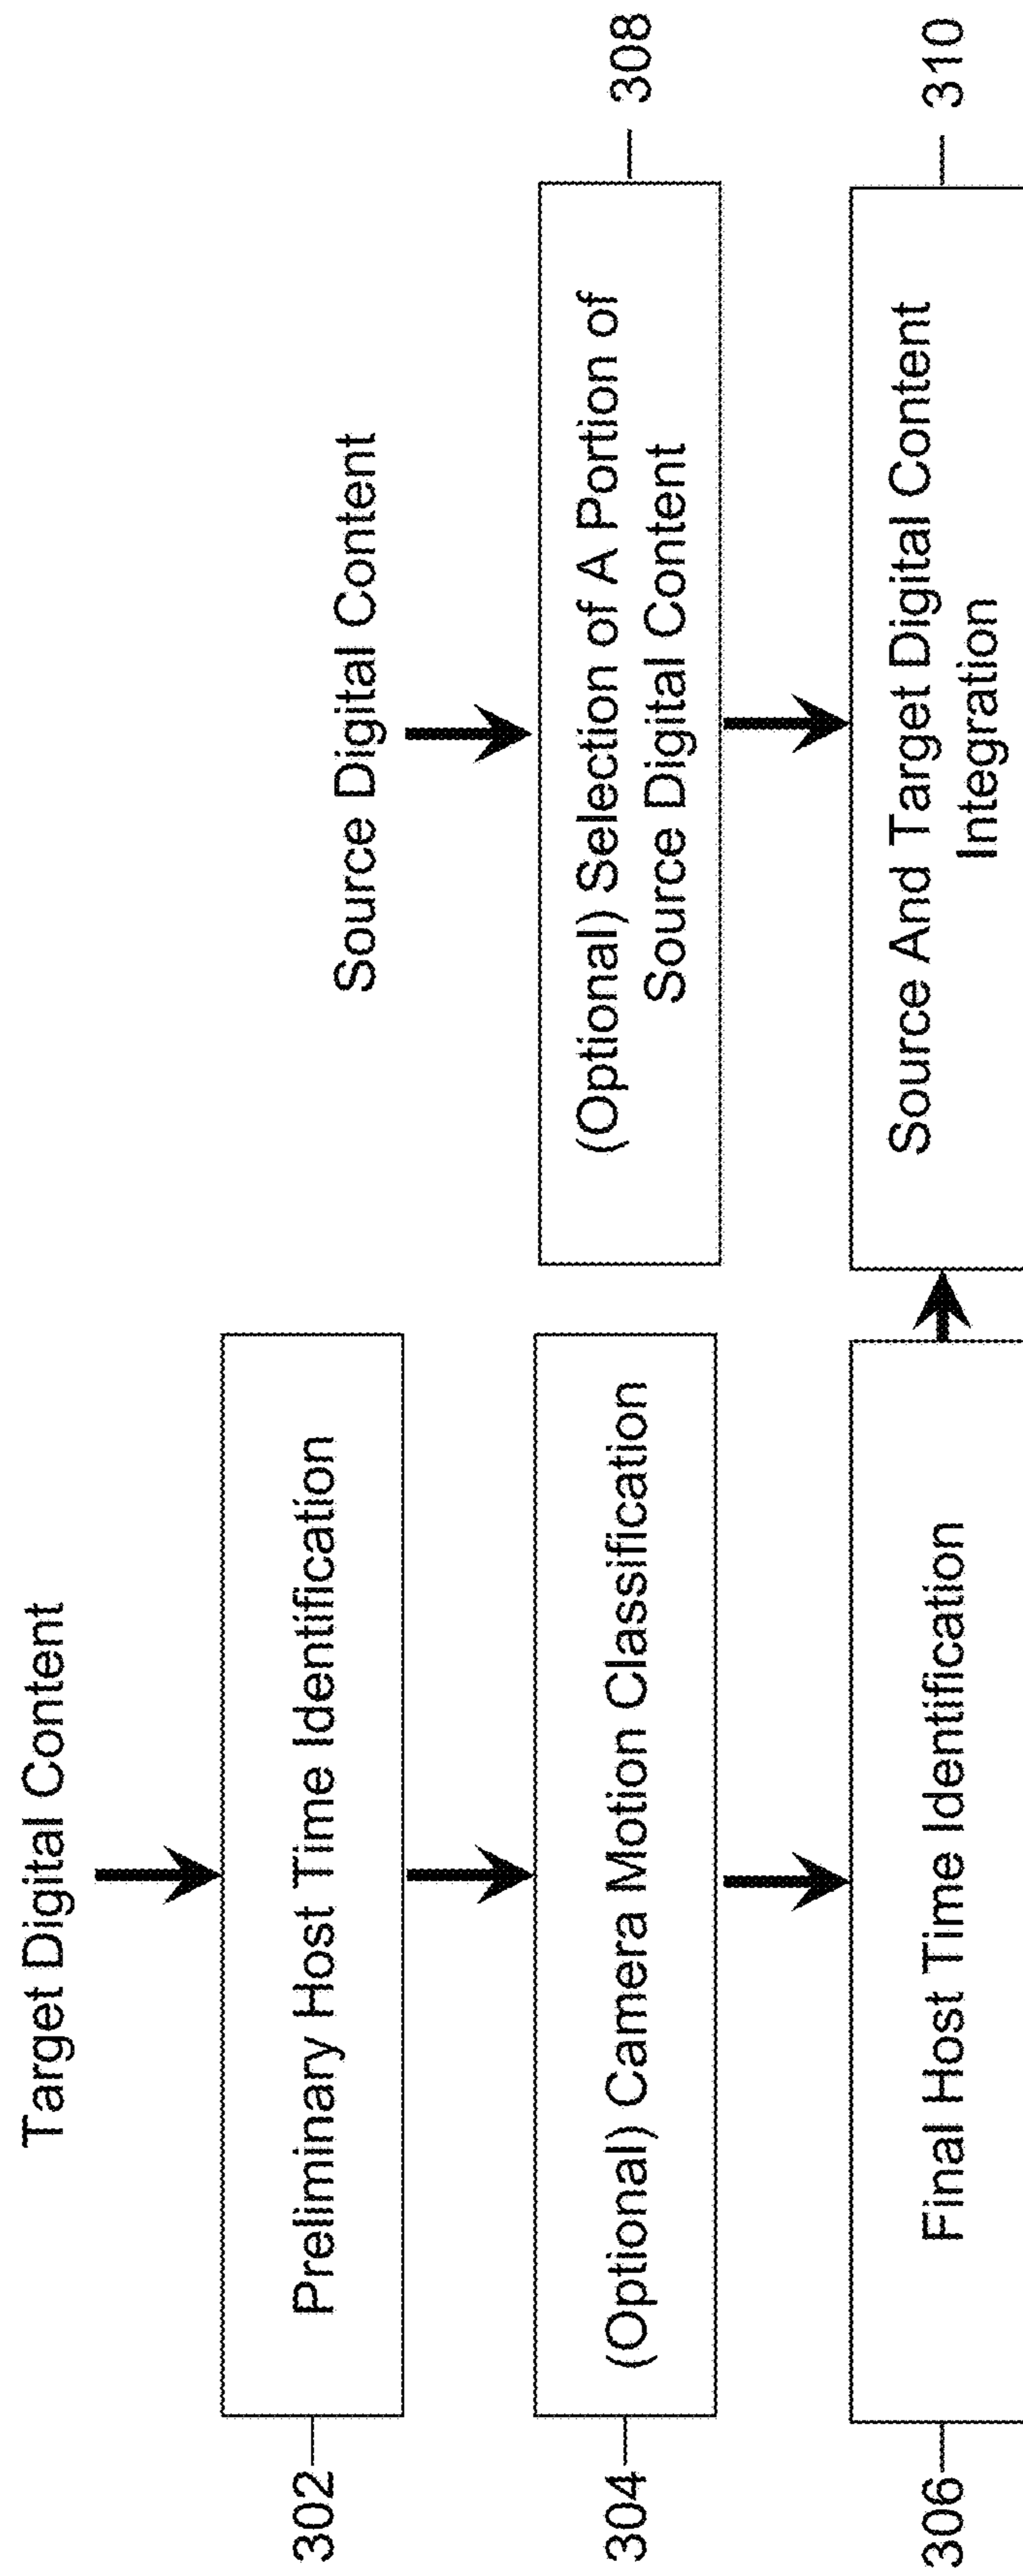 Target Digital Content
302
Preliminary Host Time Identification
304
(Optional) Camera Motion Classification
306
Final Host Time Identification
Source Digital Content
(Optional) Selection of A Portion of
Source Digital Content
308
Source And Target Digital Content
Integration
310